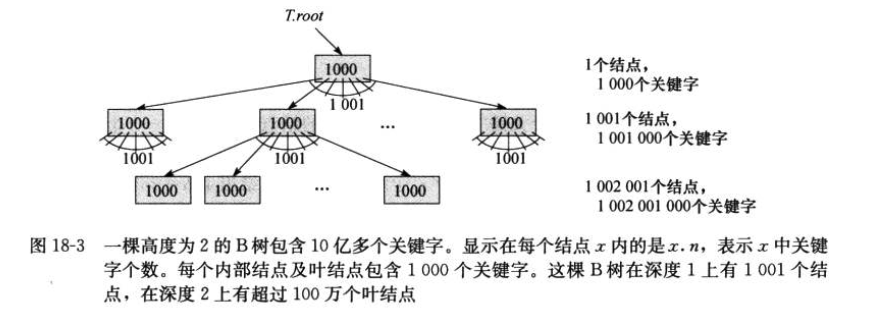 T.root
1000
1个结点，
1 000个关键字
1 001
1000
1000
...
1000
1 001个结点，
1 001 000个关键字
1001
1001
1001
1000
1000
...
1000
1 002 001个结点，
1 002 001 000个关键字
图 18-3 一棵高度为 2 的 B 树包含 10 亿多个关键字。显示在每个结点 x 内的是 x.n，表示 x 中关键
字个数。每个内部结点及叶结点包含 1 000 个关键字。这棵 B 树在深度 1 上有 1 001 个结
点，在深度 2 上有超过 100 万个叶结点